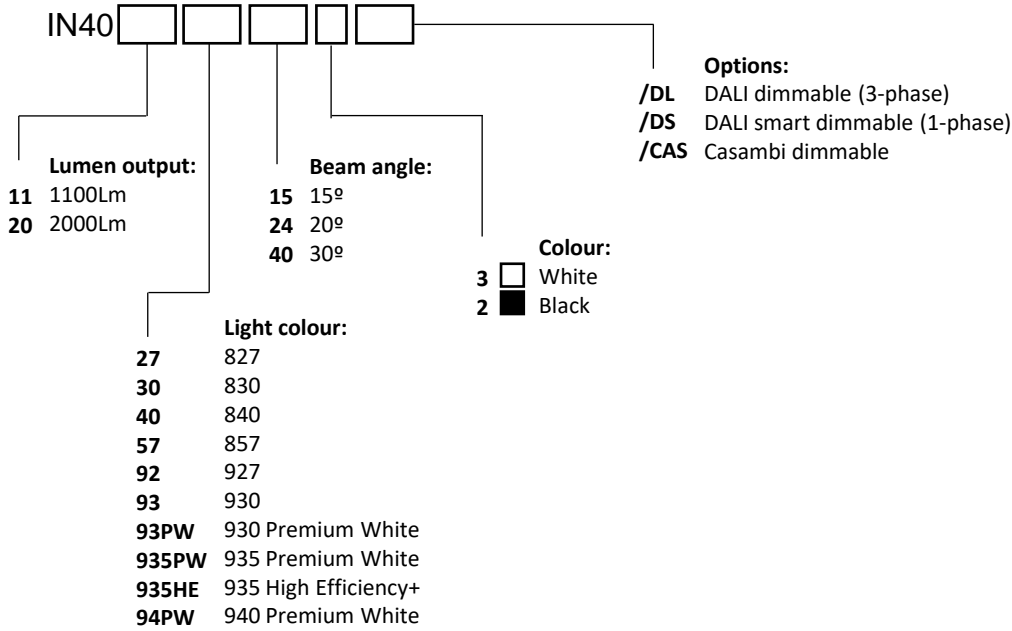 IN40
Options:
/DL DALI dimmable (3-phase)
/DS DALI smart dimmable (1-phase)
/CAS Casambi dimmable
Lumen output:
11 1100Lm
20 2000Lm
Beam angle:
15 15º
24 20º
40 30º
Colour:
3 White
2 Black
Light colour:
27 827
30 830
40 840
57 857
92 927
93 930
93PW 930 Premium White
935PW 935 Premium White
935HE 935 High Efficiency+
94PW 940 Premium White